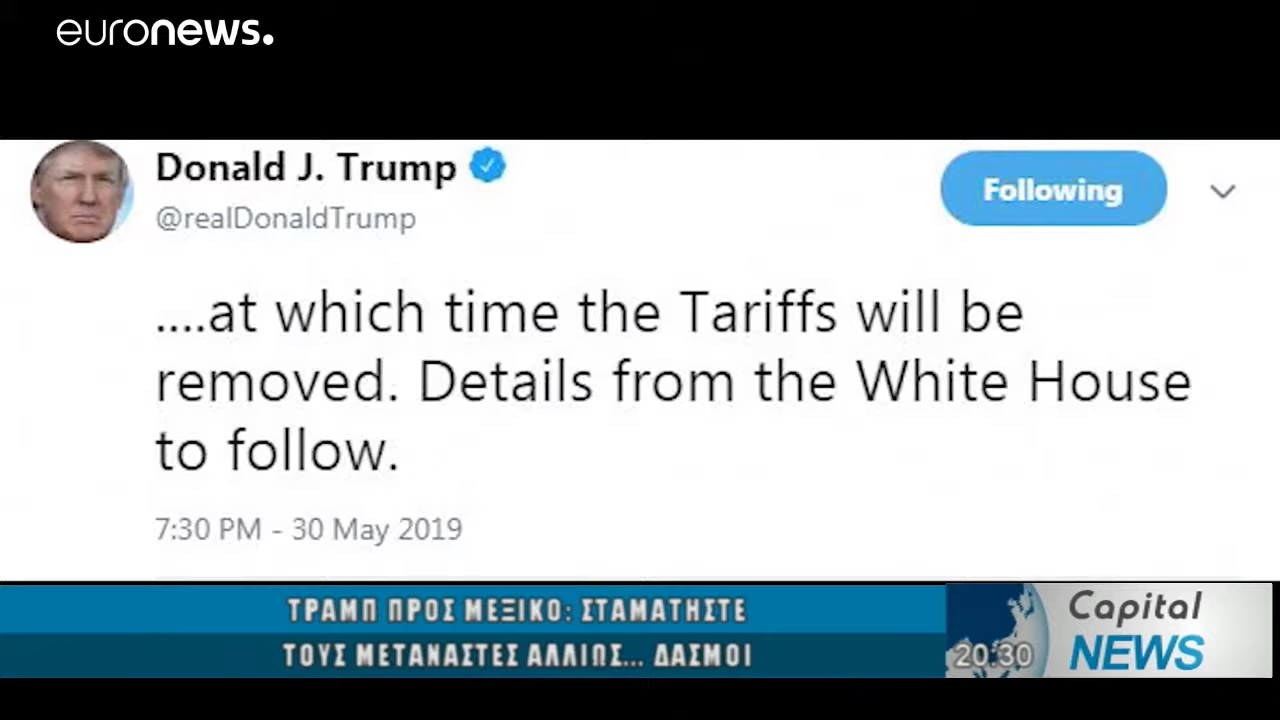 euronews.
Donald J. Trump
@realDonaldTrump
Following
....at which time the Tariffs will be
removed. Details from the White House
to follow.
7:30 PM - 30 May 2019
ΤΡΑΜΠ ΠΡΟΣ ΜΕΞΙΚΟ: ΣΤΑΜΑΤΗΣΤΕ
ΤΟΥΣ ΜΕΤΑΝΑΣΤΕΣ ΑΛΛΙΩΣ... ΔΑΣΜΟΙ
20:30
Capital
NEWS